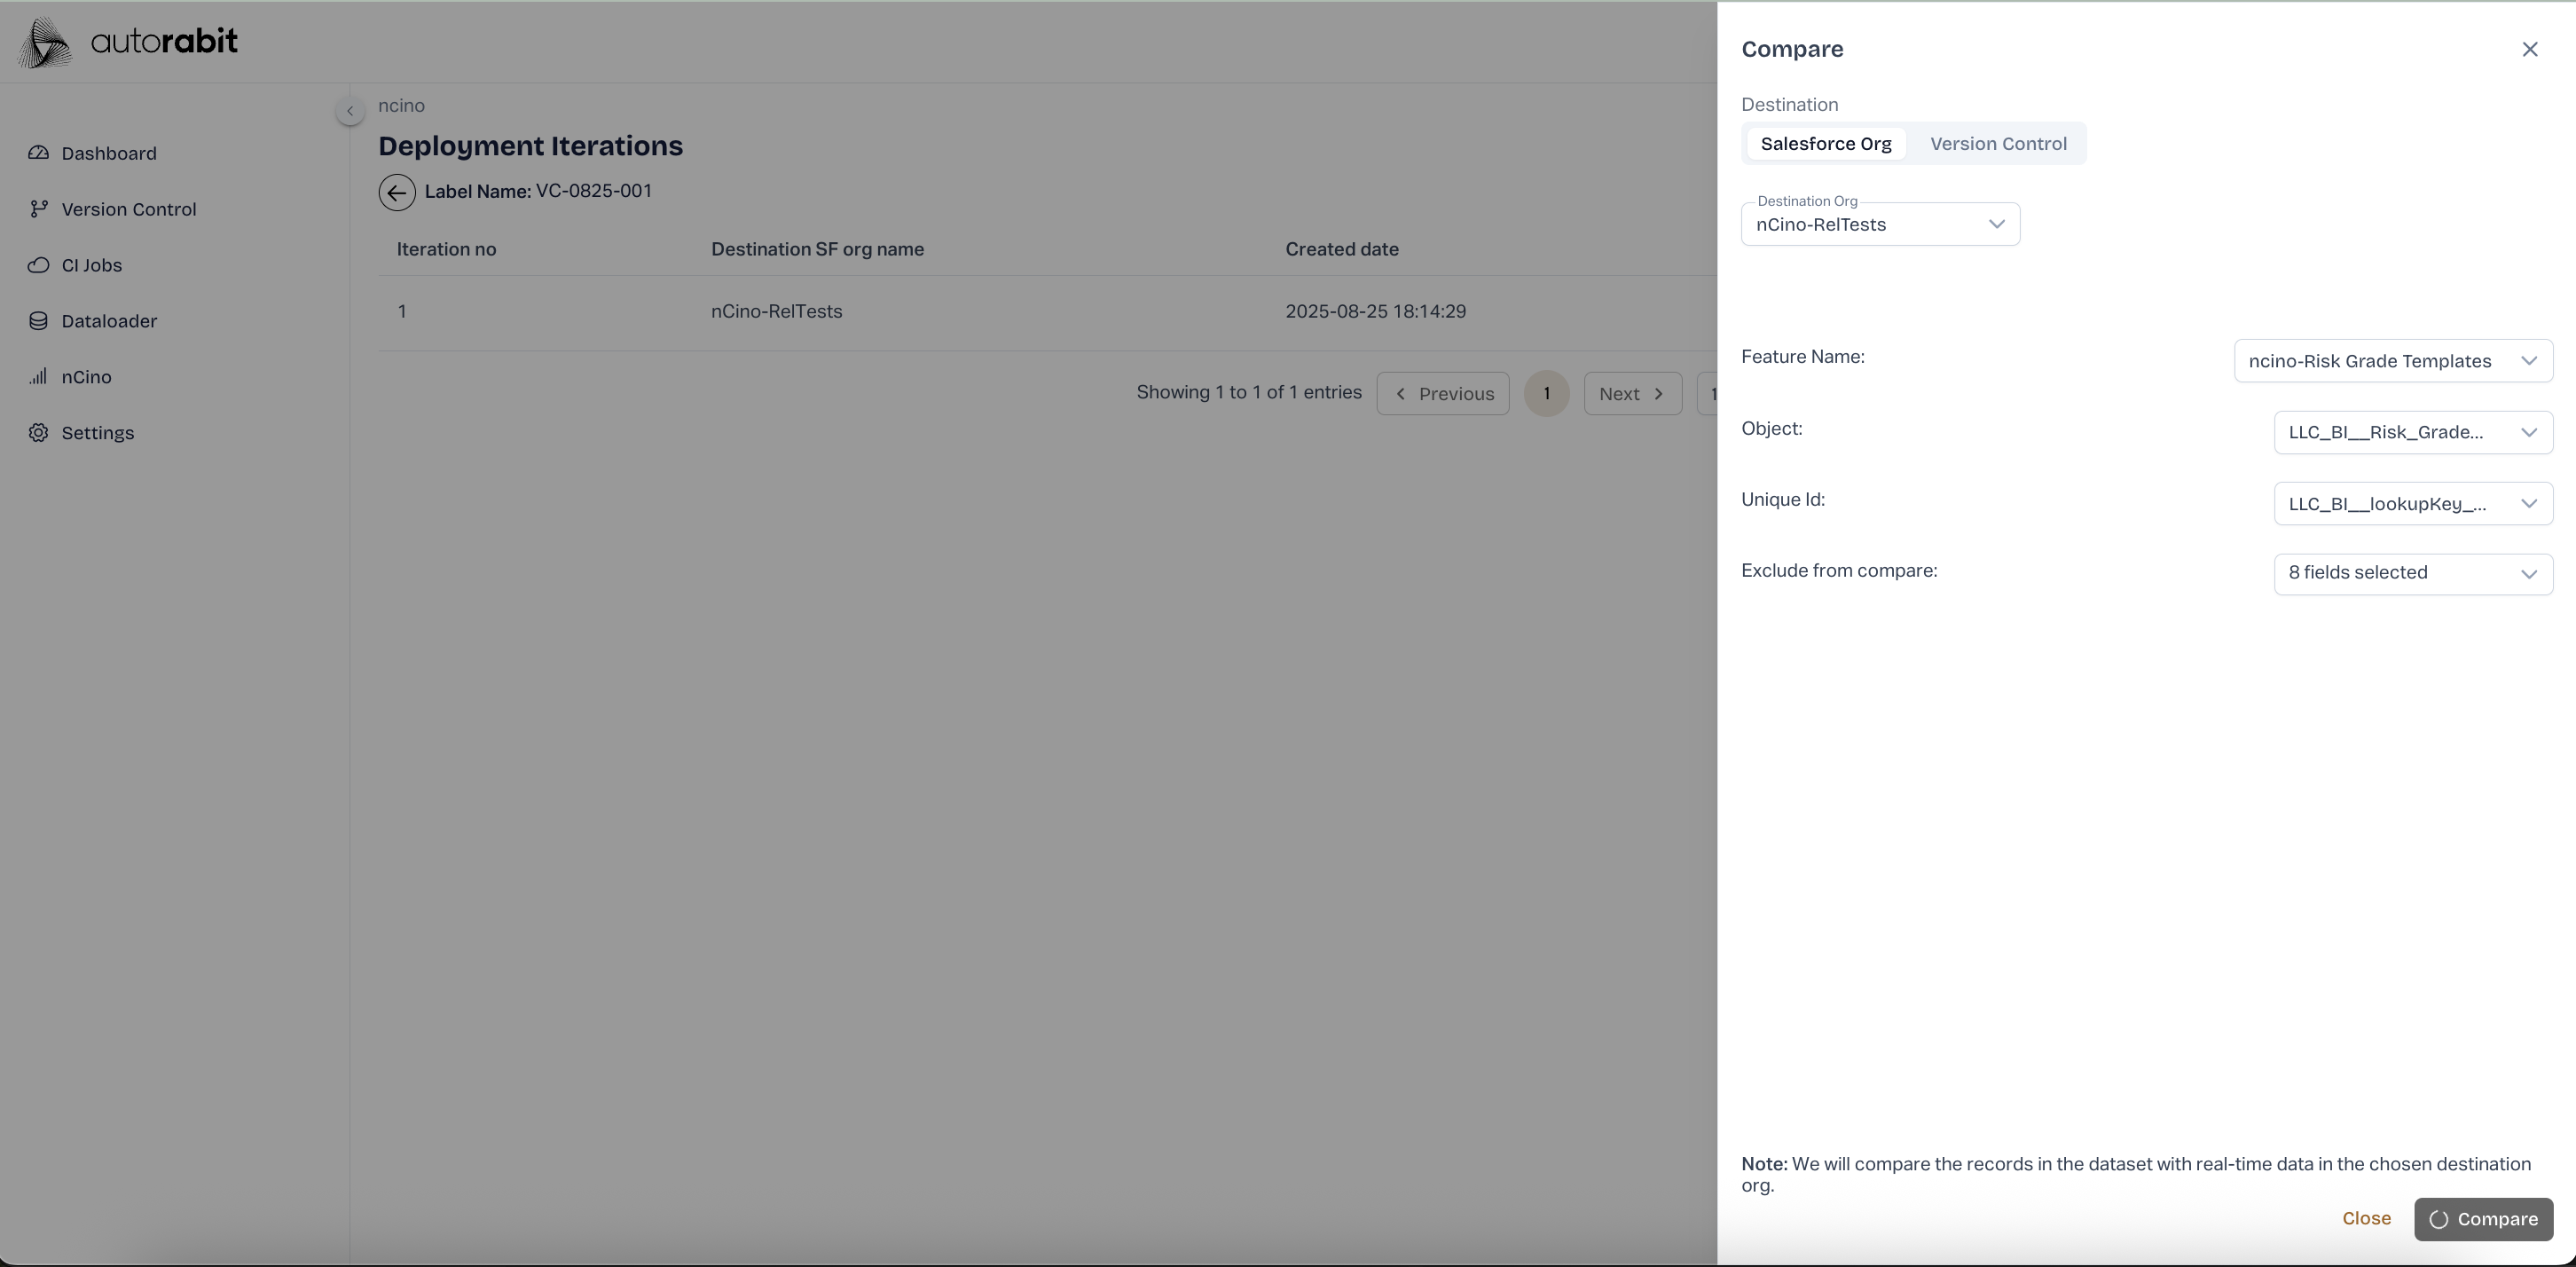 autorabit
Dashboard
Version Control
CI Jobs
Dataloader
nCino
Settings
ncino
Deployment Iterations
Label Name: VC-0825-001
Iteration no Destination SF org name Created date
1 nCino-RelTests 2025-08-25 18:14:29
Showing 1 to 1 of 1 entries Previous 1 Next 1
Compare
Destination
Salesforce Org Version Control
Destination Org
nCino-RelTests
Feature Name: ncino-Risk Grade Templates
Object: LLC_BI__Risk_Grade...
Unique Id: LLC_BI__lookupKey_...
Exclude from compare: 8 fields selected
Note: We will compare the records in the dataset with real-time data in the chosen destination
org.
Close Compare